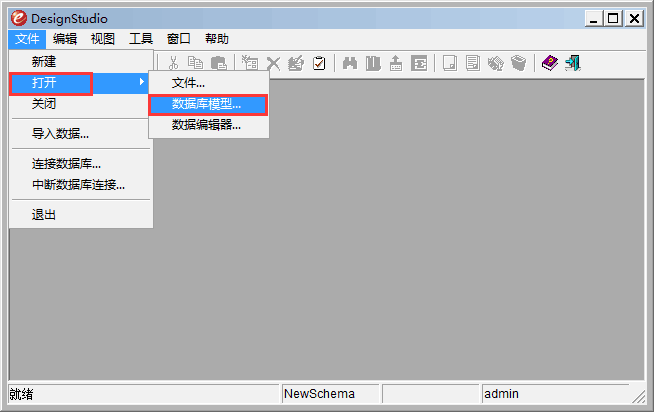 DesignStudio
文件 编辑 视图 工具 窗口 帮助
新建
打开
关闭
导入数据...
连接数据库...
中断数据库连接...
退出
文件...
数据库模型...
数据编辑器...
就绪 NewSchema admin